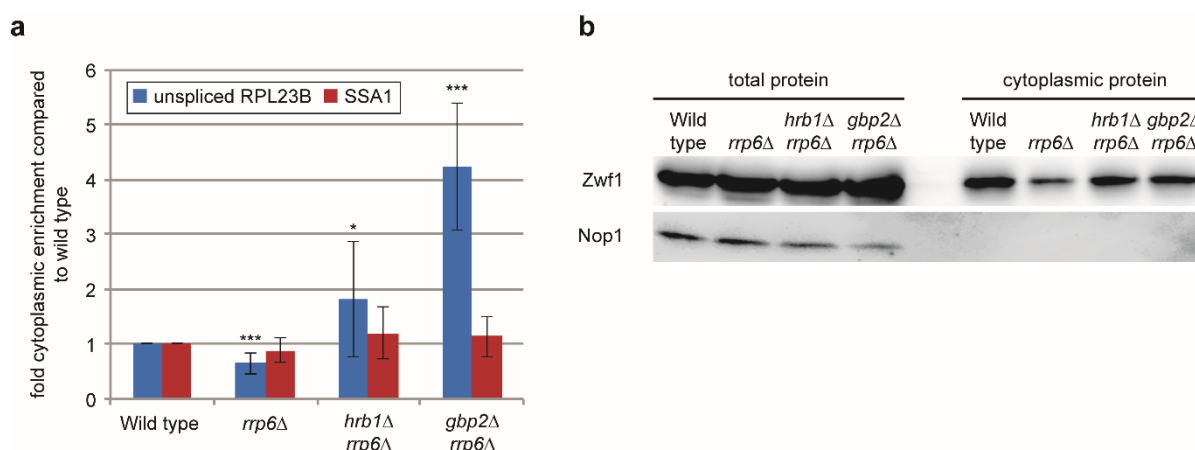 a
fold cytoplasmic enrichment compared
to wild type
6
5
4
3
2
1
0
unspliced RPL23B SSA1
***
*
***
Wild type
rrp6Δ
hrb1Δ
rrp6Δ
gbp2Δ
rrp6Δ
b
total protein
cytoplasmic protein
Wild
type
rrp6Δ
hrb1Δ
rrp6Δ
gbp2Δ
rrp6Δ
Wild
type
rrp6Δ
hrb1Δ
rrp6Δ
gbp2Δ
rrp6Δ
Zwf1
Nop1